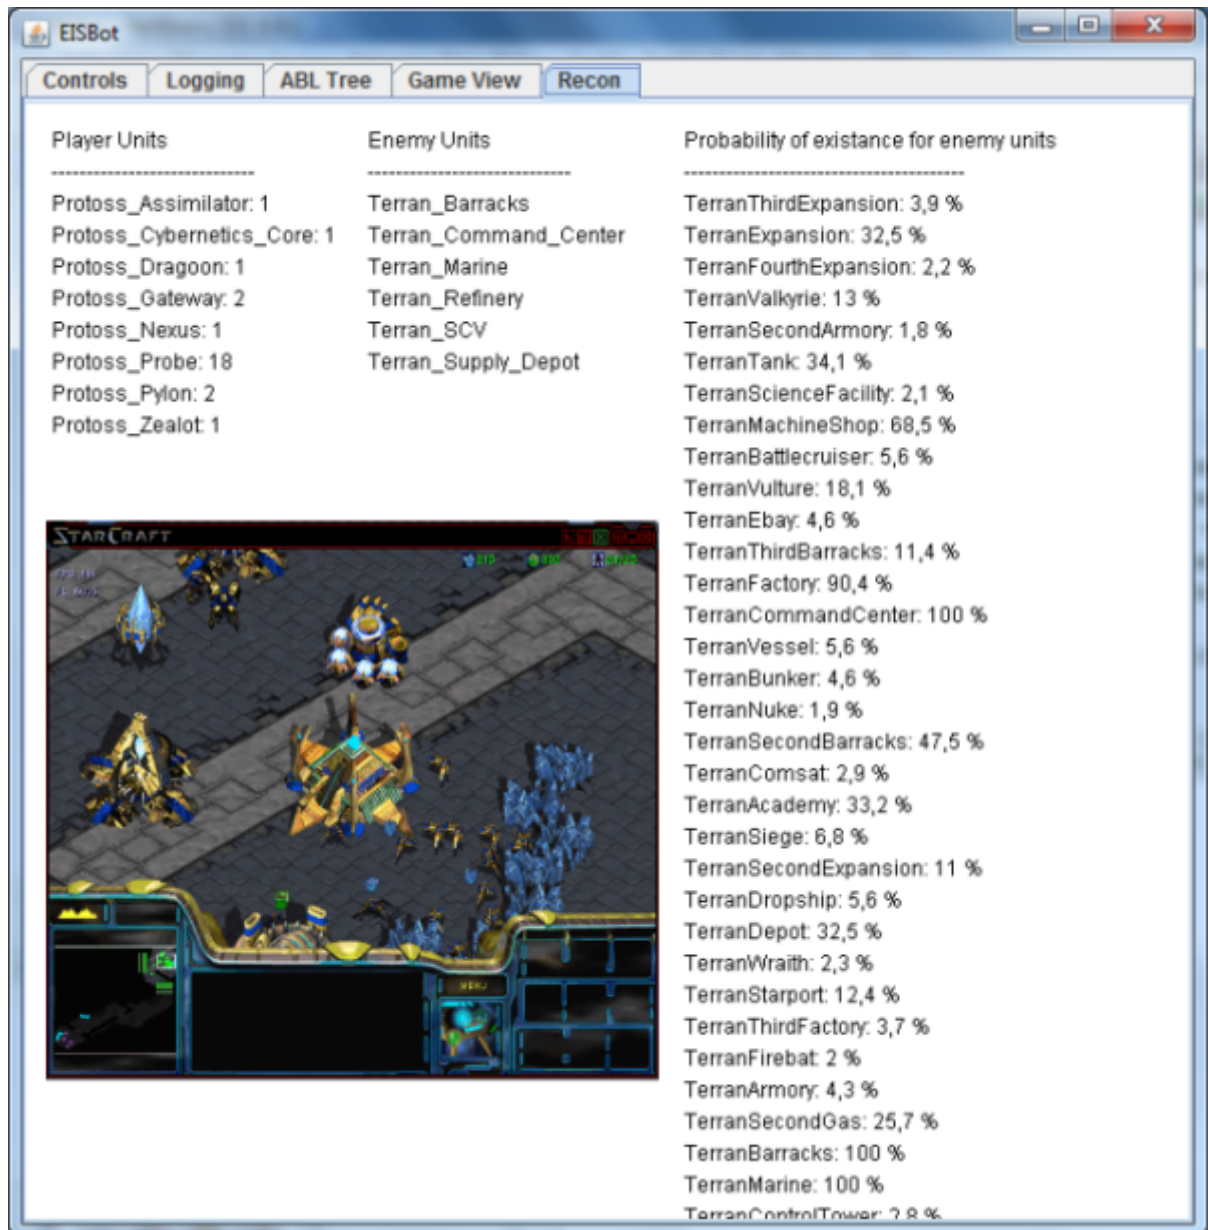 EISBot
Controls
Logging
ABL Tree
Game View
Recon
Player Units
-----------------------------
Protoss_Assimilator: 1
Protoss_Cybernetics_Core: 1
Protoss_Dragoon: 1
Protoss_Gateway: 2
Protoss_Nexus: 1
Protoss_Probe: 18
Protoss_Pylon: 2
Protoss_Zealot: 1
Enemy Units
-----------------------------
Terran_Barracks
Terran_Command_Center
Terran_Marine
Terran_Refinery
Terran_SCV
Terran_Supply_Depot
STARCRAFT
MENU
Probability of existance for enemy units
----------------------------------------
TerranThirdExpansion: 3,9 %
TerranExpansion: 32,5 %
TerranFourthExpansion: 2,2 %
TerranValkyrie: 13 %
TerranSecondArmory: 1,8 %
TerranTank: 34,1 %
TerranScienceFacility: 2,1 %
TerranMachineShop: 68,5 %
TerranBattlecruiser: 5,6 %
TerranVulture: 18,1 %
TerranEbay: 4,6 %
TerranThirdBarracks: 11,4 %
TerranFactory: 90,4 %
TerranCommandCenter: 100 %
TerranVessel: 5,6 %
TerranBunker: 4,6 %
TerranNuke: 1,9 %
TerranSecondBarracks: 47,5 %
TerranComsat: 2,9 %
TerranAcademy: 33,2 %
TerranSiege: 6,8 %
TerranSecondExpansion: 11 %
TerranDropship: 5,6 %
TerranDepot: 32,5 %
TerranWraith: 2,3 %
TerranStarport: 12,4 %
TerranThirdFactory: 3,7 %
TerranFirebat: 2 %
TerranArmory: 4,3 %
TerranSecondGas: 25,7 %
TerranBarracks: 100 %
TerranMarine: 100 %
TerranControlTower: 2,8 %